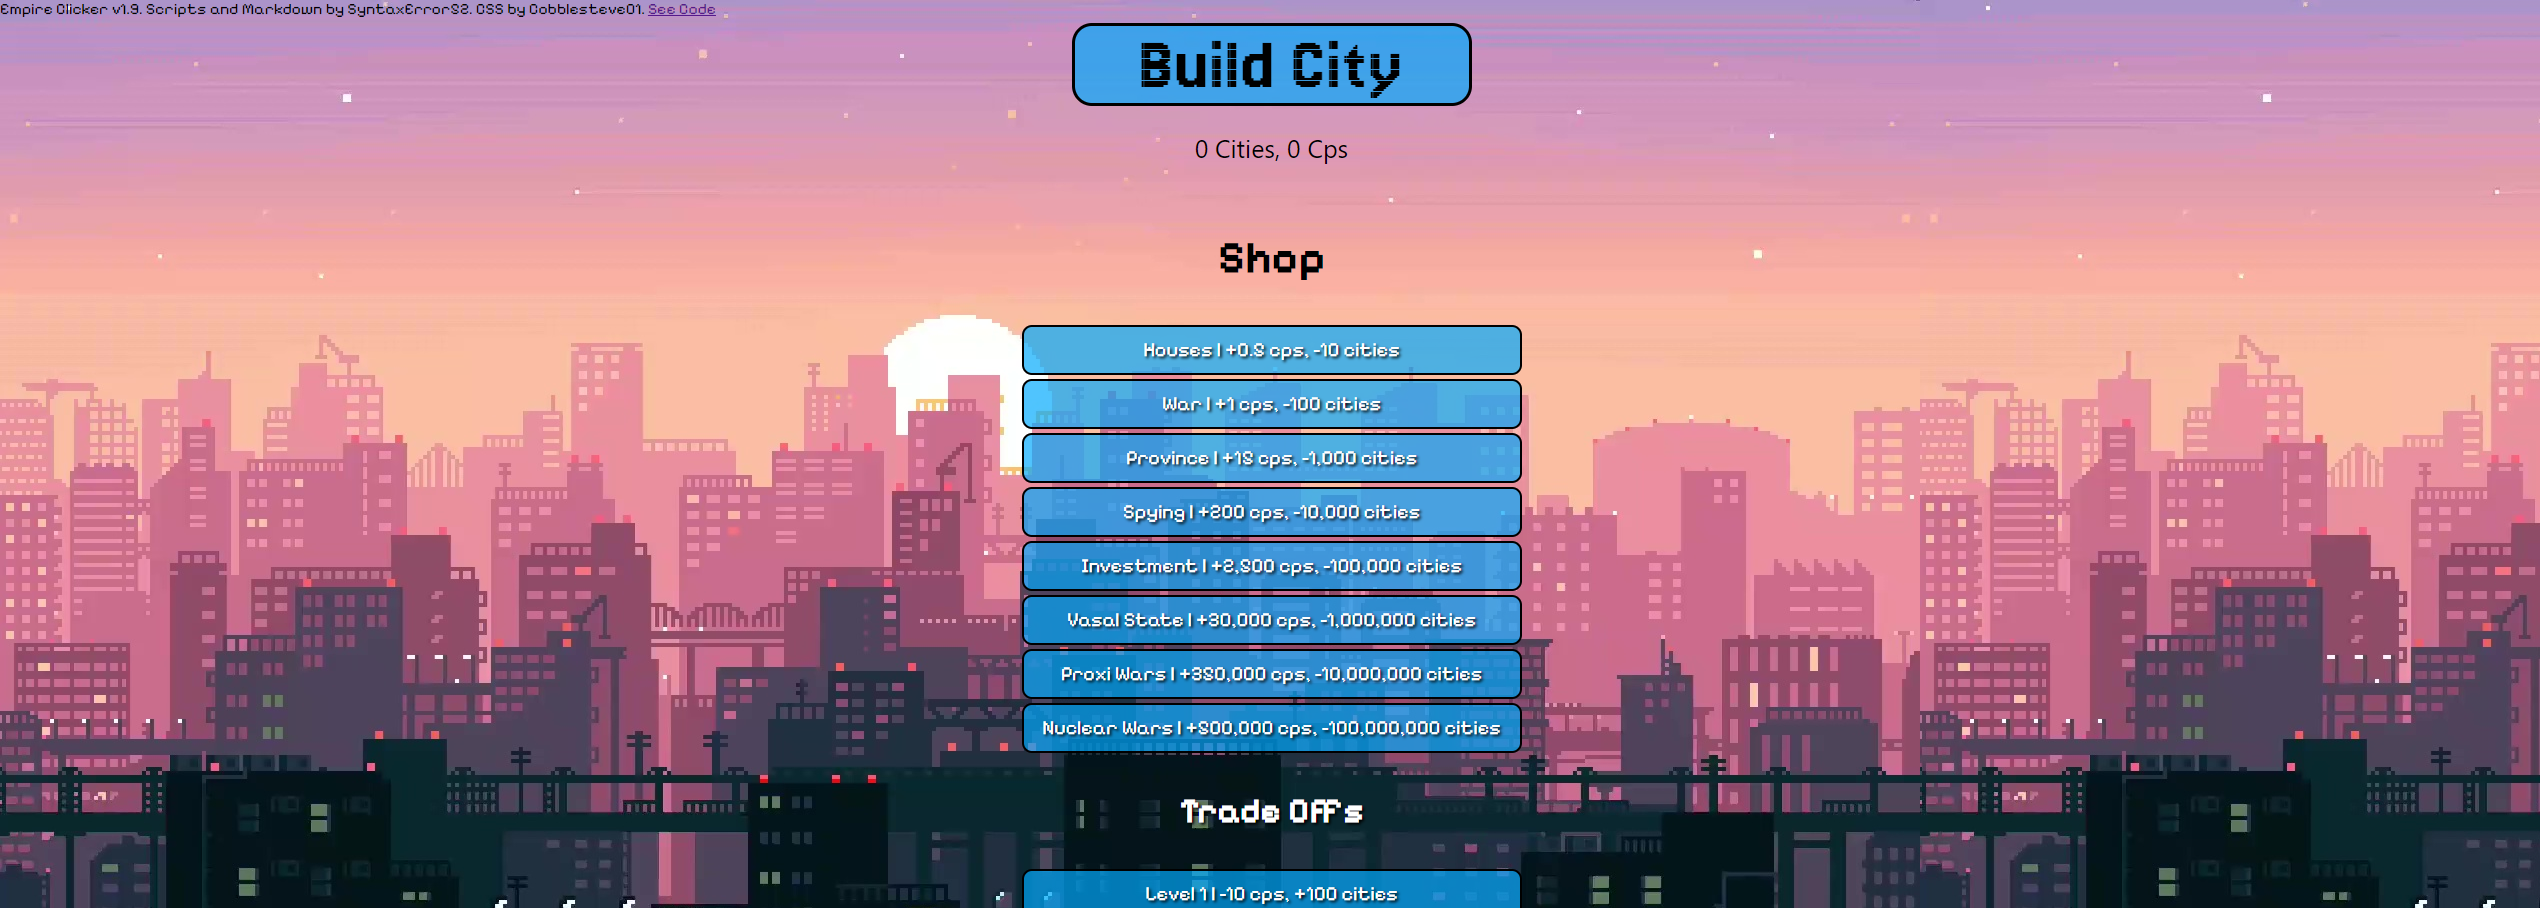 Empire Clicker v1.3. Scripts and Markdown by SyntaxError82. CSS by Cobblesteve01. See Code
Build City
0 Cities, 0 Cps
Shop
Houses | +0.8 cps, -10 cities
War | +1 cps, -100 cities
Province | +18 cps, -1,000 cities
Spying | +200 cps, -10,000 cities
Investment | +2,800 cps, -100,000 cities
Vasal State | +30,000 cps, -1,000,000 cities
Proxi Wars | +380,000 cps, -10,000,000 cities
Nuclear Wars | +800,000 cps, -100,000,000 cities
Trade Offs
Level 1 | -10 cps, +100 cities